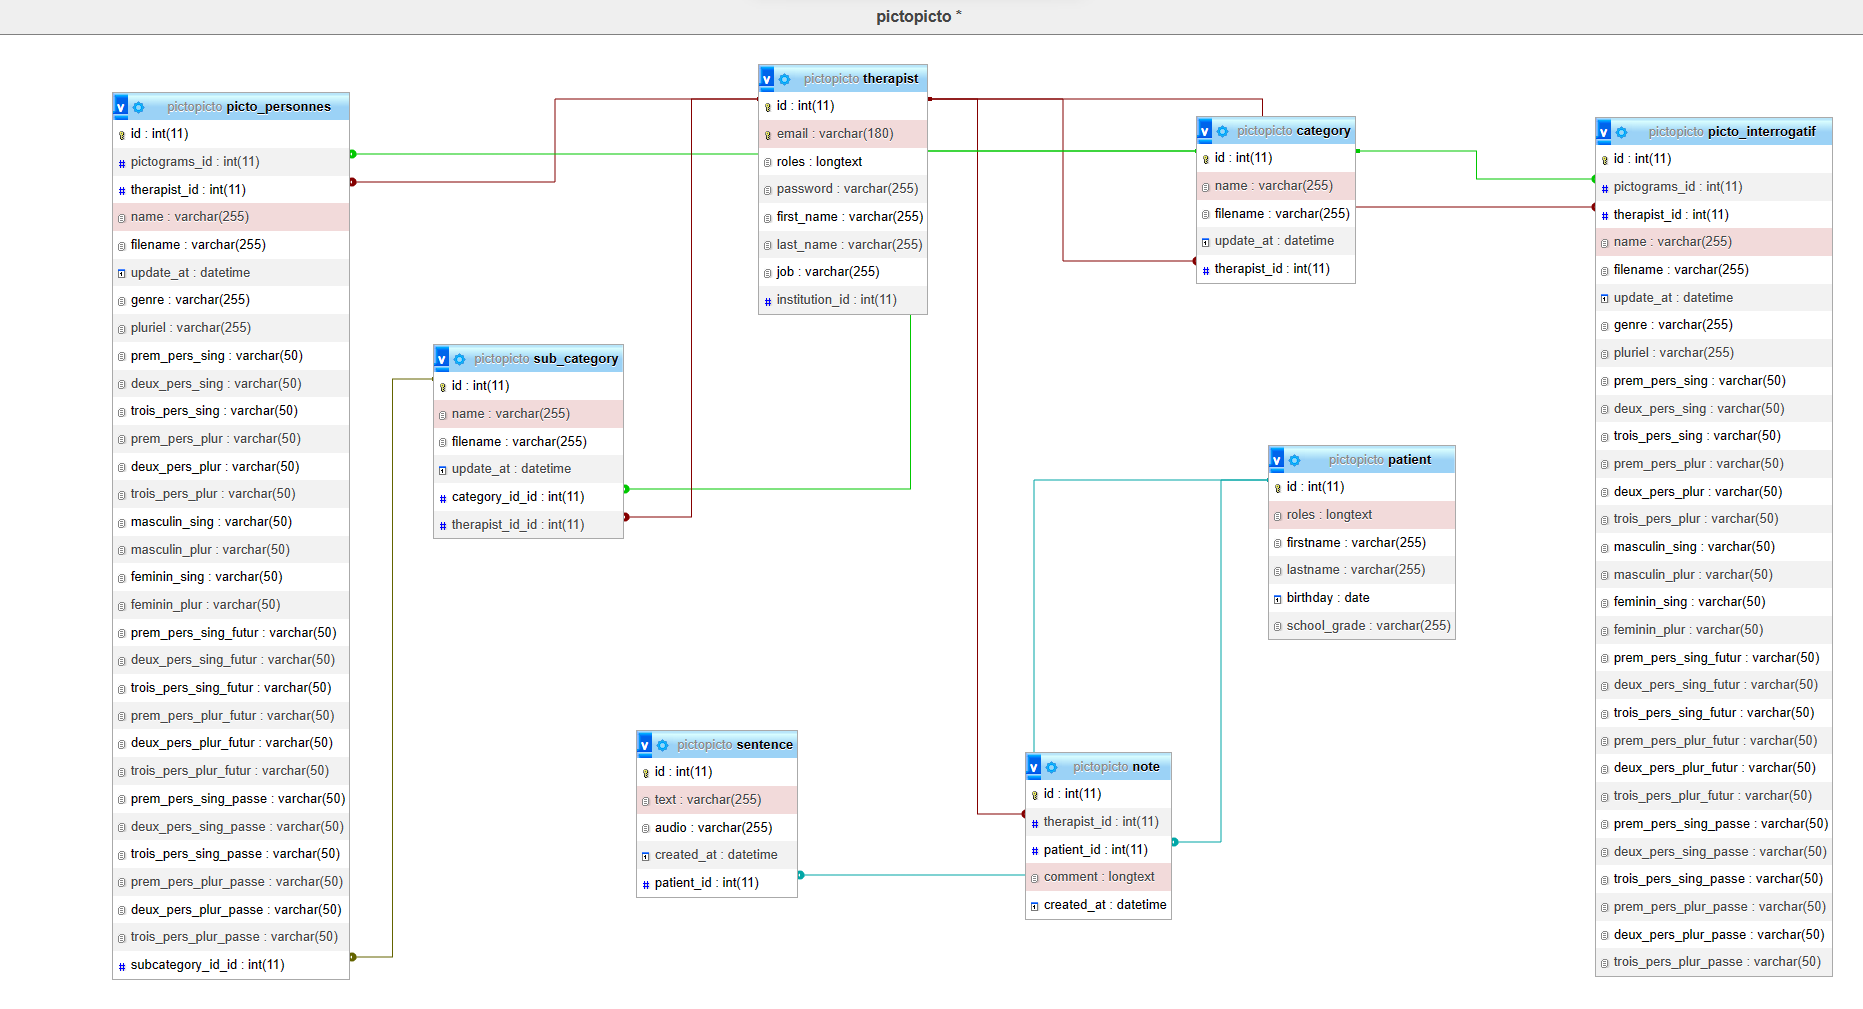 pictopicto *
pictopicto picto_personnes
id : int(11)
pictograms_id : int(11)
therapist_id : int(11)
name : varchar(255)
filename : varchar(255)
update_at : datetime
genre : varchar(255)
pluriel : varchar(255)
prem_pers_sing : varchar(50)
deux_pers_sing : varchar(50)
trois_pers_sing : varchar(50)
prem_pers_plur : varchar(50)
deux_pers_plur : varchar(50)
trois_pers_plur : varchar(50)
masculin_sing : varchar(50)
masculin_plur : varchar(50)
feminin_sing : varchar(50)
feminin_plur : varchar(50)
prem_pers_sing_futur : varchar(50)
deux_pers_sing_futur : varchar(50)
trois_pers_sing_futur : varchar(50)
prem_pers_plur_futur : varchar(50)
deux_pers_plur_futur : varchar(50)
trois_pers_plur_futur : varchar(50)
prem_pers_sing_passe : varchar(50)
deux_pers_sing_passe : varchar(50)
trois_pers_sing_passe : varchar(50)
prem_pers_plur_passe : varchar(50)
deux_pers_plur_passe : varchar(50)
trois_pers_plur_passe : varchar(50)
subcategory_id_id : int(11)
pictopicto sub_category
id : int(11)
name : varchar(255)
filename : varchar(255)
update_at : datetime
category_id_id : int(11)
therapist_id_id : int(11)
pictopicto therapist
id : int(11)
email : varchar(180)
roles : longtext
password : varchar(255)
first_name : varchar(255)
last_name : varchar(255)
job : varchar(255)
institution_id : int(11)
pictopicto sentence
id : int(11)
text : varchar(255)
audio : varchar(255)
created_at : datetime
patient_id : int(11)
pictopicto category
id : int(11)
name : varchar(255)
filename : varchar(255)
update_at : datetime
therapist_id : int(11)
pictopicto patient
id : int(11)
roles : longtext
firstname : varchar(255)
lastname : varchar(255)
birthday : date
school_grade : varchar(255)
pictopicto note
id : int(11)
therapist_id : int(11)
patient_id : int(11)
comment : longtext
created_at : datetime
pictopicto picto_interrogatif
id : int(11)
pictograms_id : int(11)
therapist_id : int(11)
name : varchar(255)
filename : varchar(255)
update_at : datetime
genre : varchar(255)
pluriel : varchar(255)
prem_pers_sing : varchar(50)
deux_pers_sing : varchar(50)
trois_pers_sing : varchar(50)
prem_pers_plur : varchar(50)
deux_pers_plur : varchar(50)
trois_pers_plur : varchar(50)
masculin_sing : varchar(50)
masculin_plur : varchar(50)
feminin_sing : varchar(50)
feminin_plur : varchar(50)
prem_pers_sing_futur : varchar(50)
deux_pers_sing_futur : varchar(50)
trois_pers_sing_futur : varchar(50)
prem_pers_plur_futur : varchar(50)
deux_pers_plur_futur : varchar(50)
trois_pers_plur_futur : varchar(50)
prem_pers_sing_passe : varchar(50)
deux_pers_sing_passe : varchar(50)
trois_pers_sing_passe : varchar(50)
prem_pers_plur_passe : varchar(50)
deux_pers_plur_passe : varchar(50)
trois_pers_plur_passe : varchar(50)